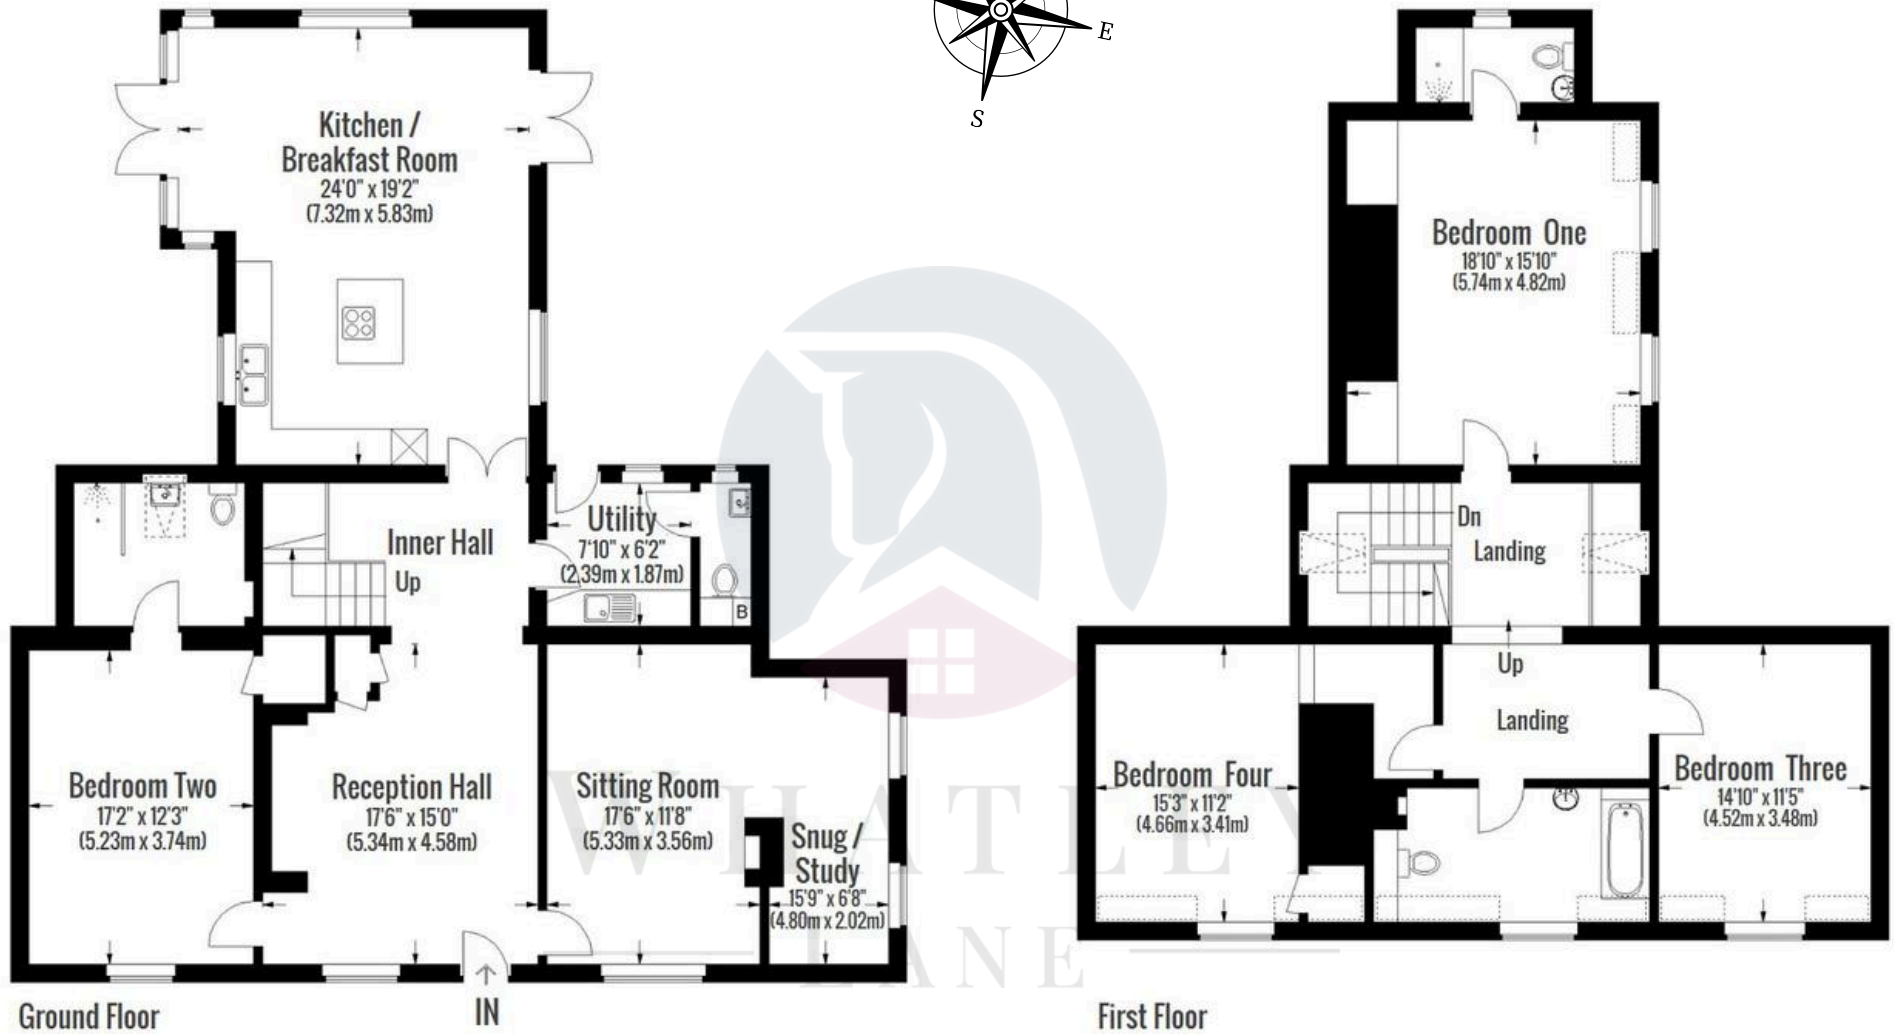 E
S
Kitchen /
Breakfast Room
24'0" x 19'2"
(7.32m x 5.83m)
Inner Hall
Up
Utility
7'10" x 6'2"
(2.39m x 1.87m)
B
Bedroom Two
17'2" x 12'3"
(5.23m x 3.74m)
Reception Hall
17'6" x 15'0"
(5.34m x 4.58m)
Sitting Room
17'6" x 11'8"
(5.33m x 3.56m)
Snug /
Study
15'9" x 6'8"
(4.80m x 2.02m)
IN
Ground Floor
Bedroom One
18'10" x 15'10"
(5.74m x 4.82m)
Dn
Landing
Up
Landing
Bedroom Four
15'3" x 11'2"
(4.66m x 3.41m)
Bedroom Three
14'10" x 11'5"
(4.52m x 3.48m)
First Floor
WHATLEY
LANE